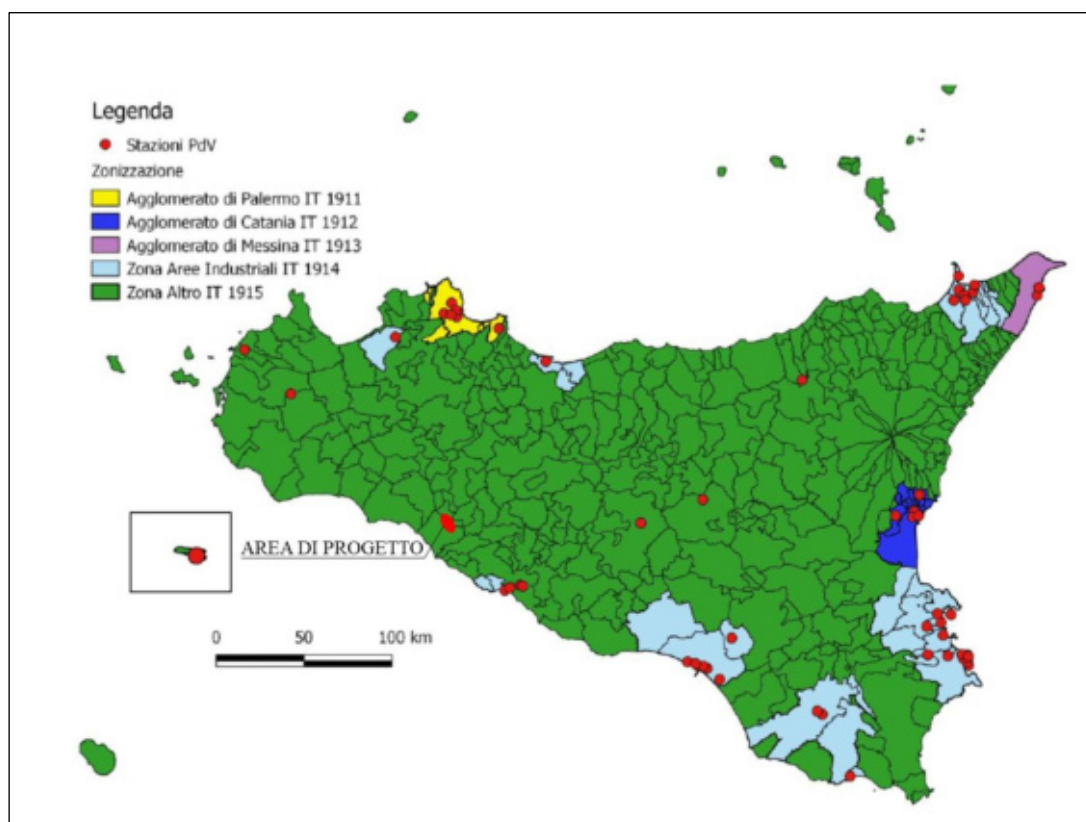 Legenda
Stazioni PdV
Zonizzazione
Agglomerato di Palermo IT 1911
Agglomerato di Catania IT 1912
Agglomerato di Messina IT 1913
Zona Aree Industriali IT 1914
Zona Altro IT 1915
AREA DI PROGETTO
0 50 100 km